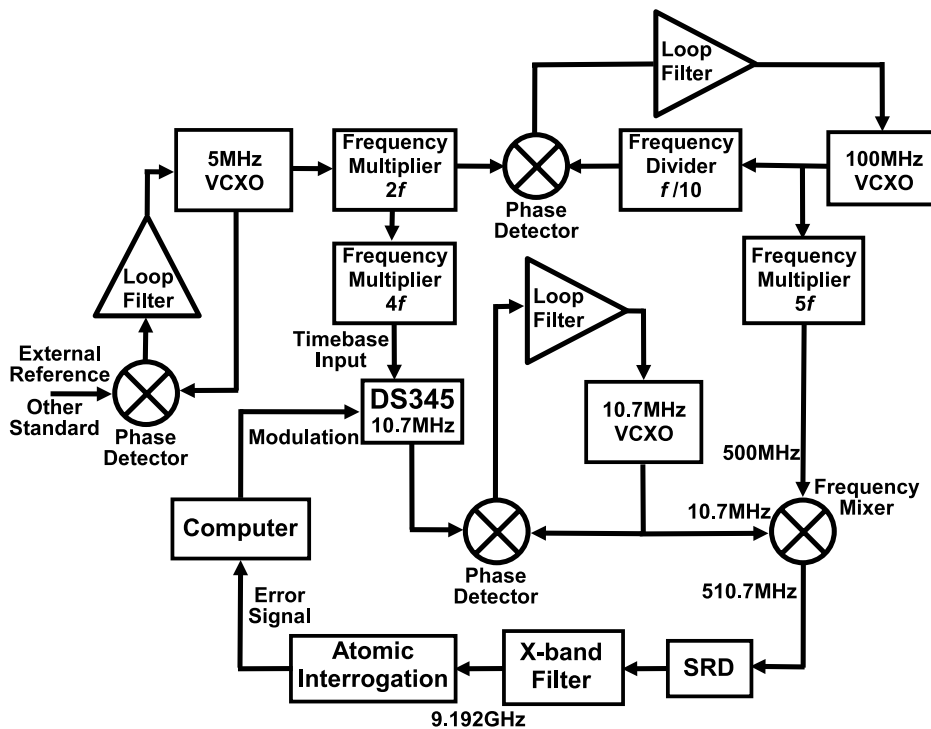 Loop
Filter
5MHz
VCXO
Frequency
Multiplier
2f
Phase
Detector
Frequency
Divider
f/10
100MHz
VCXO
Loop
Filter
Frequency
Multiplier
4f
Loop
Filter
Frequency
Multiplier
5f
Timebase
Input
External
Reference
Other
Standard
Phase
Detector
DS345
10.7MHz
Modulation
10.7MHz
VCXO
500MHz
Computer
Phase
Detector
10.7MHz
Frequency
Mixer
510.7MHz
Error
Signal
Atomic
Interrogation
X-band
Filter
SRD
9.192GHz